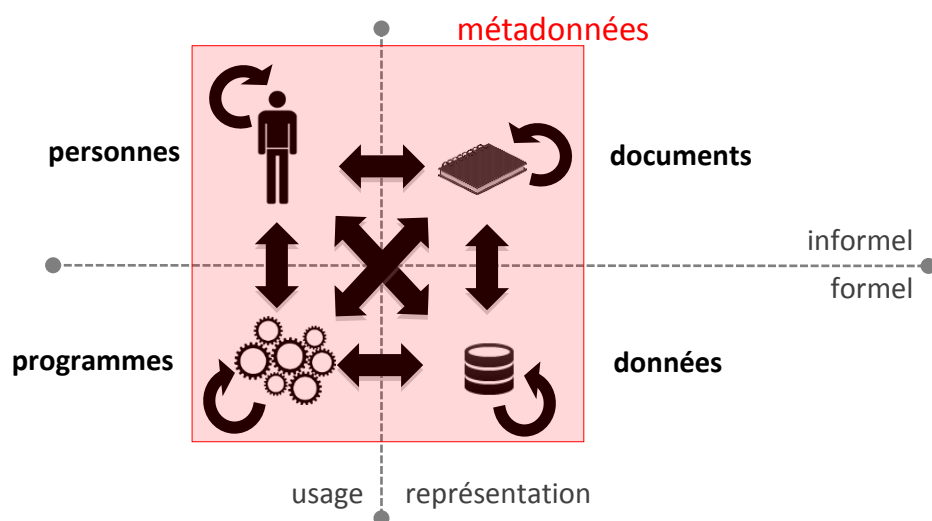 métadonnées
personnes
documents
informel
formel
programmes
données
usage
représentation